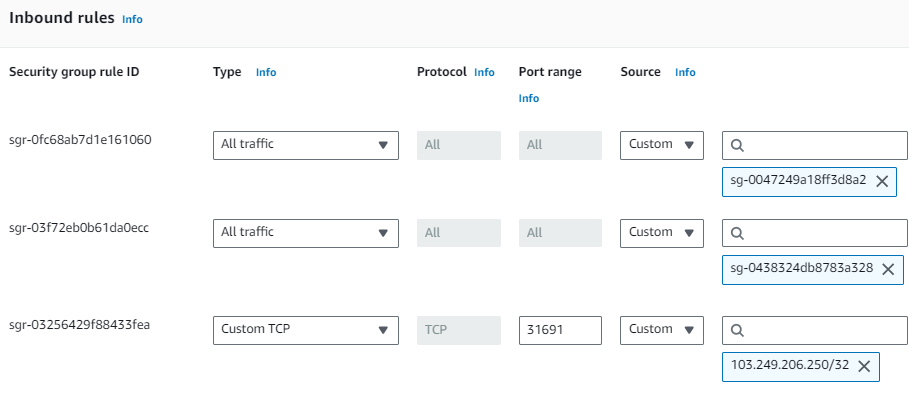 Inbound rules Info
Security group rule ID Type Info Protocol Info Port range Source Info
Info
sgr-0fc68ab7d1e161060 All traffic All All Custom
sg-0047249a18ff3d8a2
sgr-03f72eb0b61da0ecc All traffic All All Custom
sg-0438324db8783a328
sgr-03256429f88433fea Custom TCP TCP 31691 Custom
103.249.206.250/32